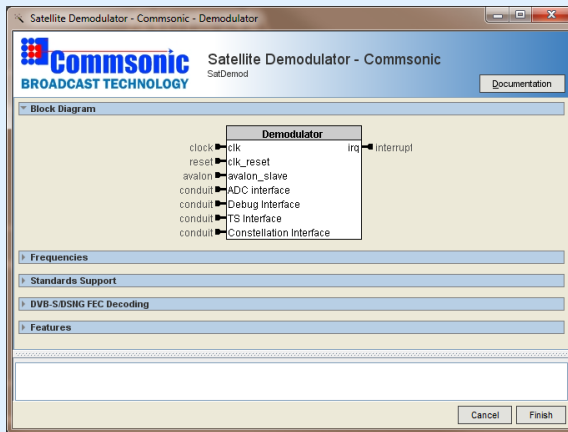 Satellite Demodulator - Commsonic - Demodulator
Commsonic
BROADCAST TECHNOLOGY
Satellite Demodulator - Commsonic
SatDemod
Documentation
Block Diagram
Demodulator
clock clk irq interrupt
reset clk_reset
avalon avalon_slave
conduit ADC interface
conduit Debug Interface
conduit TS Interface
conduit Constellation Interface
Frequencies
Standards Support
DVB-S/DSNG FEC Decoding
Features
Cancel Finish